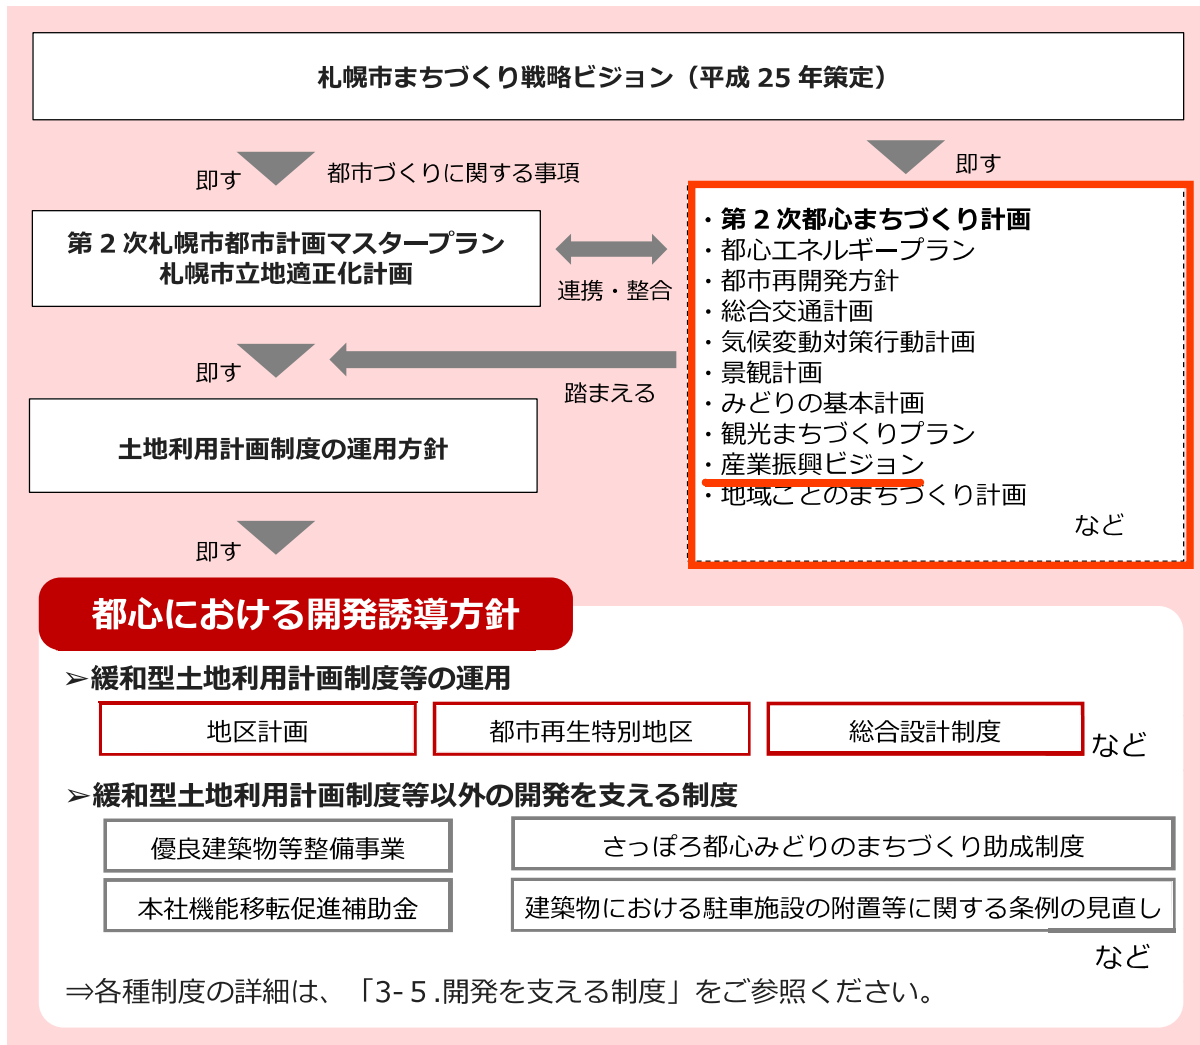 札幌市まちづくり戦略ビジョン（平成 25 年策定）
即す
都市づくりに関する事項
即す
第 2 次札幌市都市計画マスタープラン
札幌市立地適正化計画
連携・整合
・第 2 次都心まちづくり計画
・都心エネルギープラン
・都市再開発方針
・総合交通計画
・気候変動対策行動計画
・景観計画
・みどりの基本計画
・観光まちづくりプラン
・産業振興ビジョン
・地域ごとのまちづくり計画
など
即す
踏まえる
土地利用計画制度の運用方針
即す
都心における開発誘導方針
➢緩和型土地利用計画制度等の運用
地区計画
都市再生特別地区
総合設計制度
など
➢緩和型土地利用計画制度等以外の開発を支える制度
優良建築物等整備事業
さっぽろ都心みどりのまちづくり助成制度
本社機能移転促進補助金
建築物における駐車施設の附置等に関する条例の見直し
など
⇒各種制度の詳細は、「3-５.開発を支える制度」をご参照ください。